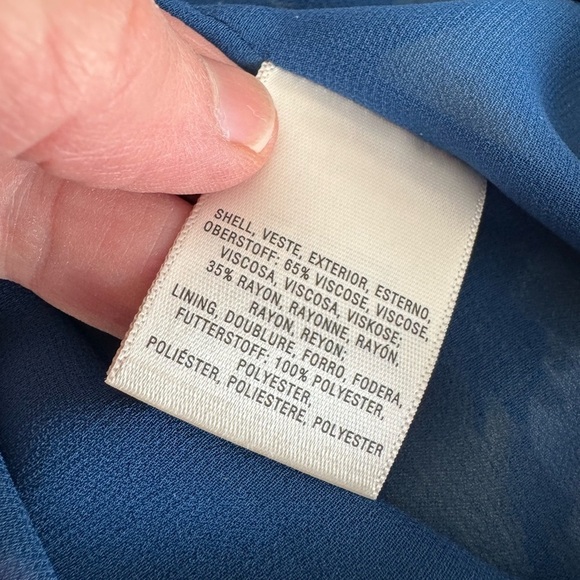 SHELL, VESTE, EXTERIOR, ESTERNO,
OBERSTOFF: 65% VISCOSE, VISCOSE,
VISCOSA, VISCOSA, VISKOSE;
35% RAYON, RAYONNE, RAYÓN,
RAYON, REYON;
LINING, DOUBLURE, FORRO, FODERA,
FUTTERSTOFF: 100% POLYESTER,
POLYESTER,
POLIÉSTER, POLIESTERE, POLYESTER